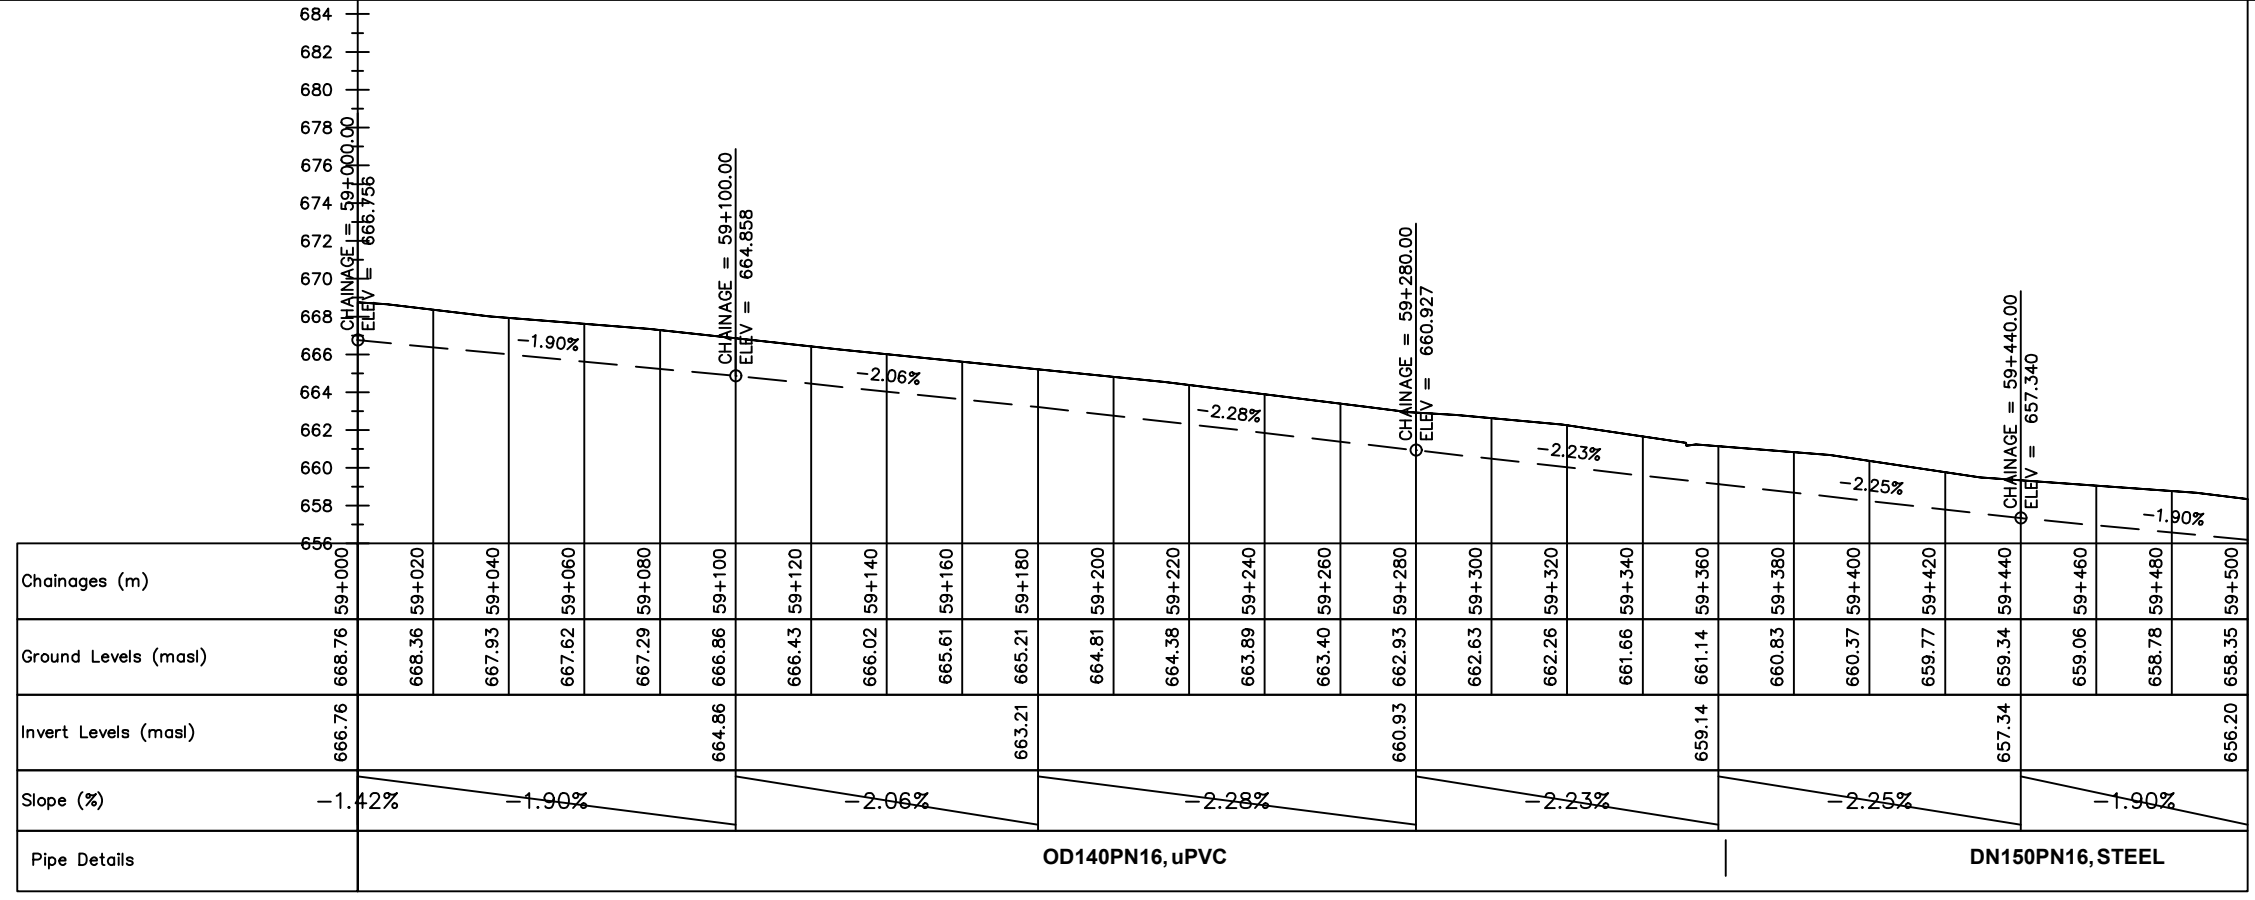 684
682
680
678
676
674
672
670
668
666
664
662
660
658
656
CHAINAGE = 59+000.00
ELEV = 666.756
CHAINAGE = 59+100.00
ELEV = 664.858
CHAINAGE = 59+280.00
ELEV = 660.927
CHAINAGE = 59+440.00
ELEV = 657.340
-1.90%
-2.06%
-2.28%
-2.23%
-2.25%
-1.90%
Chainages (m) 59+000 59+020 59+040 59+060 59+080 59+100 59+120 59+140 59+160 59+180 59+200 59+220 59+240 59+260 59+280 59+300 59+320 59+340 59+360 59+380 59+400 59+420 59+440 59+460 59+480 59+500
Ground Levels (masl) 668.76 668.36 667.93 667.62 667.29 666.86 666.43 666.02 665.61 665.21 664.81 664.38 663.89 663.40 662.93 662.63 662.26 661.66 661.14 660.83 660.37 659.77 659.34 659.06 658.78 658.35
Invert Levels (masl) 666.76 664.86 663.21 660.93 659.14 657.34 656.20
Slope (%) -1.42% -1.90% -2.06% -2.28% -2.23% -2.25% -1.90%
Pipe Details OD140PN16, uPVC DN150PN16, STEEL